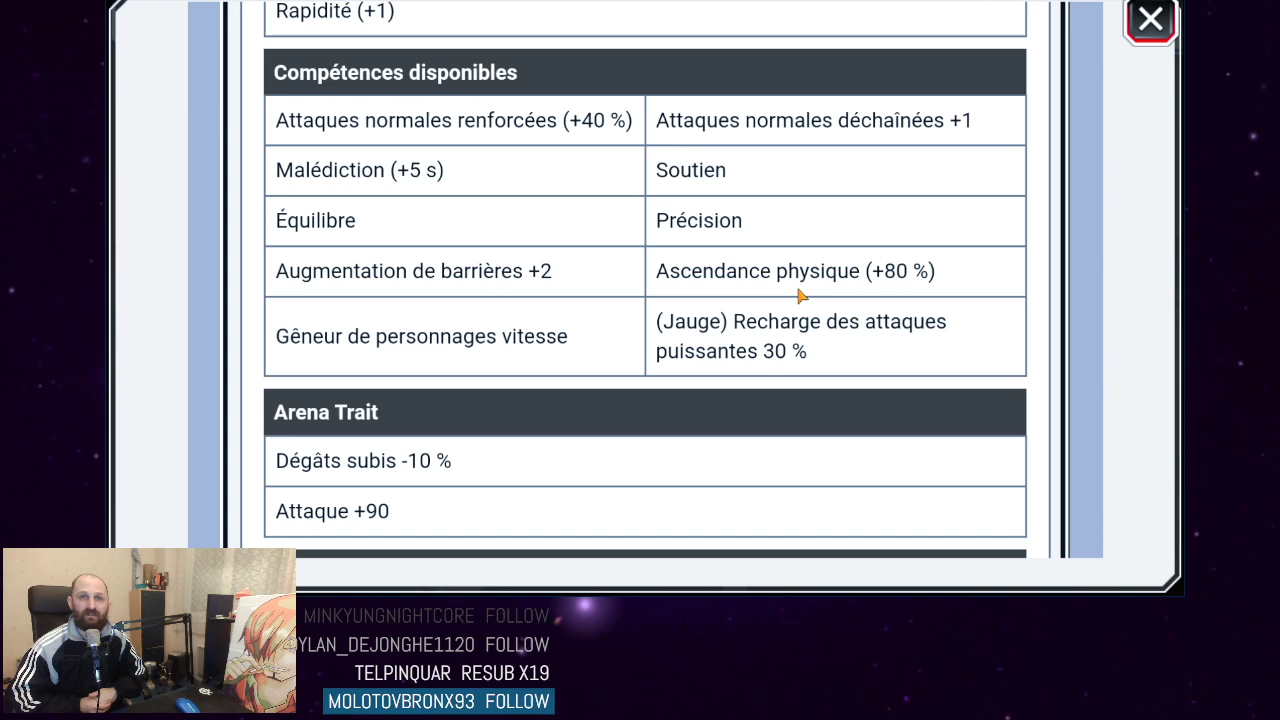 Rapidité (+1)
Compétences disponibles
Attaques normales renforcées (+40 %)
Attaques normales déchaînées +1
Malédiction (+5 s)
Soutien
Équilibre
Précision
Augmentation de barrières +2
Ascendance physique (+80 %)
Gêneur de personnages vitesse
(Jauge) Recharge des attaques
puissantes 30 %
Arena Trait
Dégâts subis -10 %
Attaque +90
MINKYUNGNIGHTCORE FOLLOW
YLAN_DEJONGHE1120 FOLLOW
TELPINQUAR RESUB X19
MOLOTOVBRONX93 FOLLOW